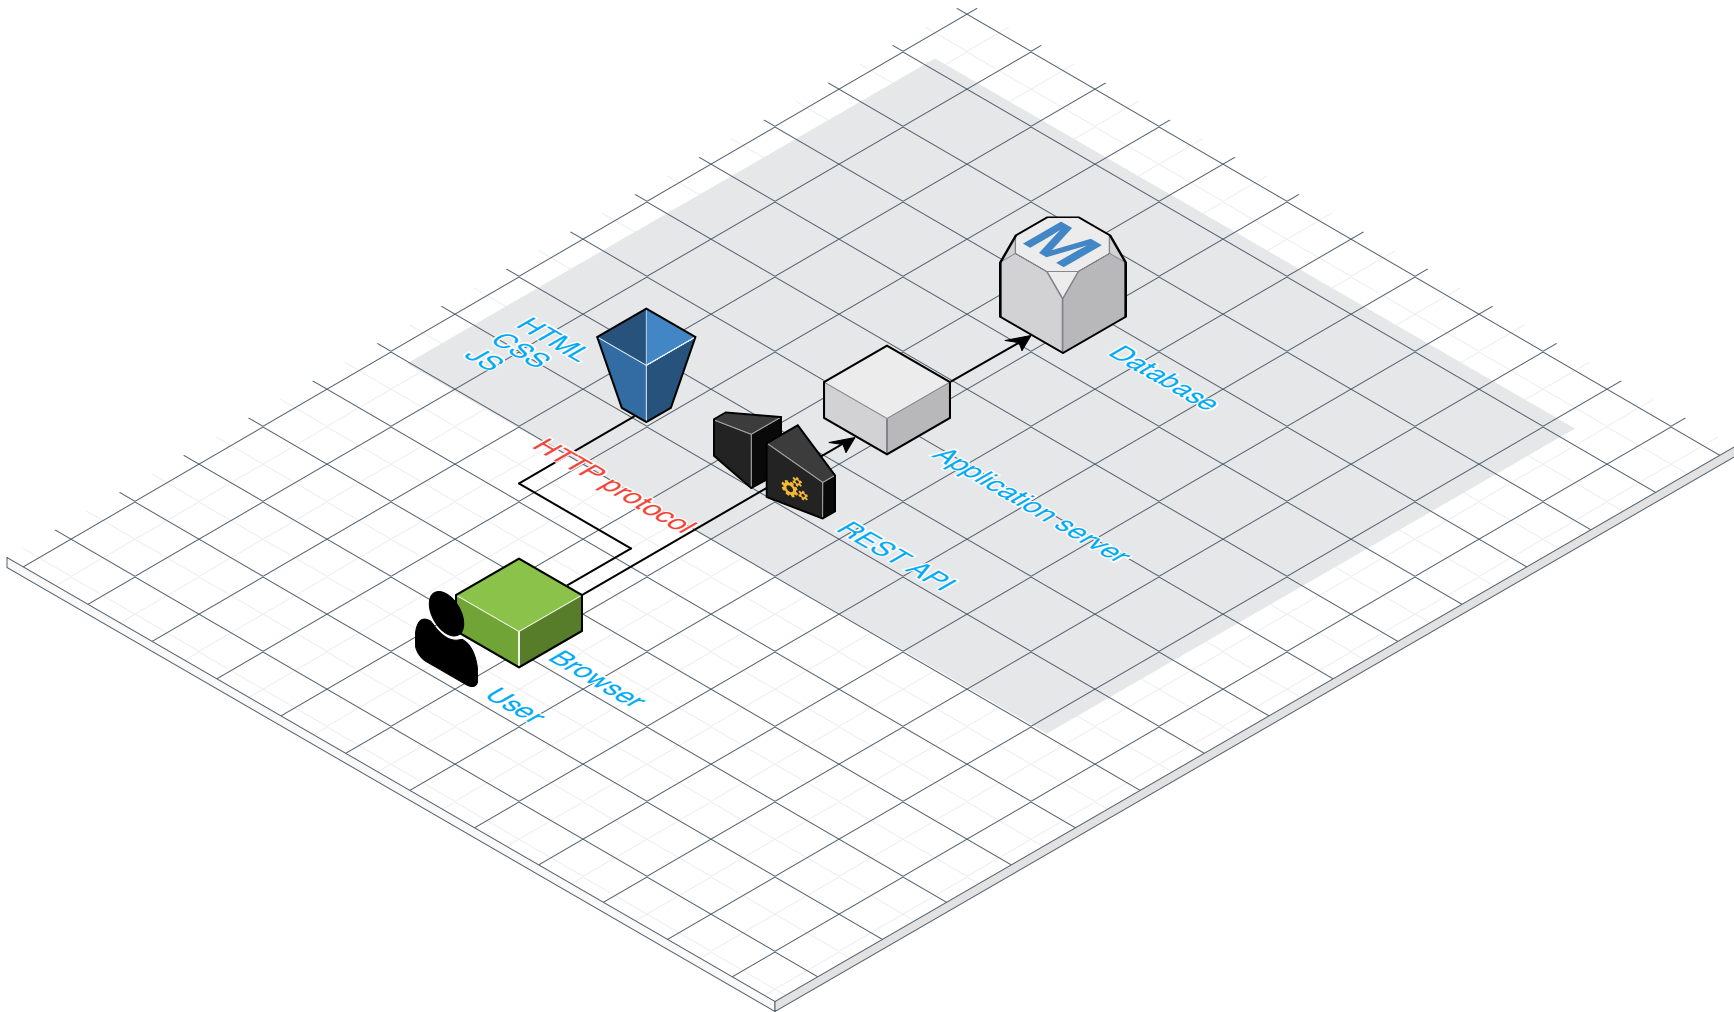 M
HTML
CSS
JS
Database
HTTP protocol
Application server
REST API
Browser
User